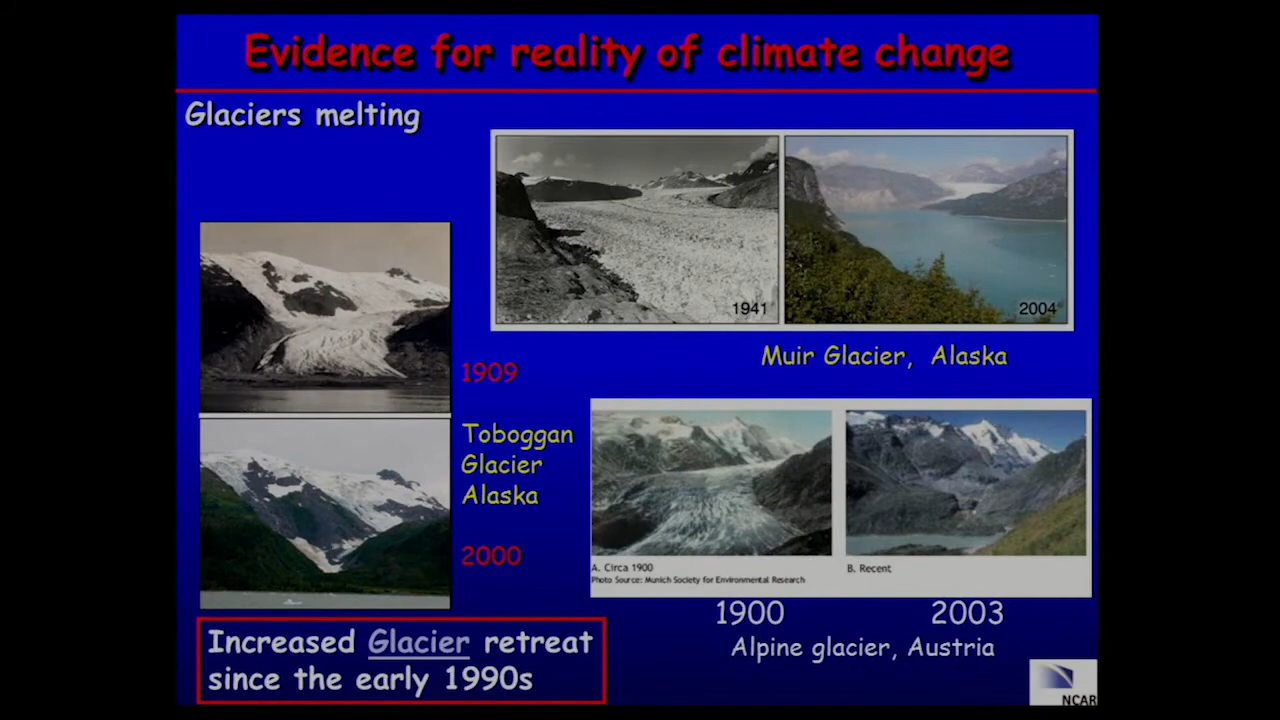 Evidence for reality of climate change
Glaciers melting
1941
2004
Muir Glacier, Alaska
1909
Toboggan
Glacier
Alaska
2000
A. Circa 1900
Photo Source: Munich Society for Environmental Research
B. Recent
1900
2003
Alpine glacier, Austria
Increased Glacier retreat
since the early 1990s
NCAR